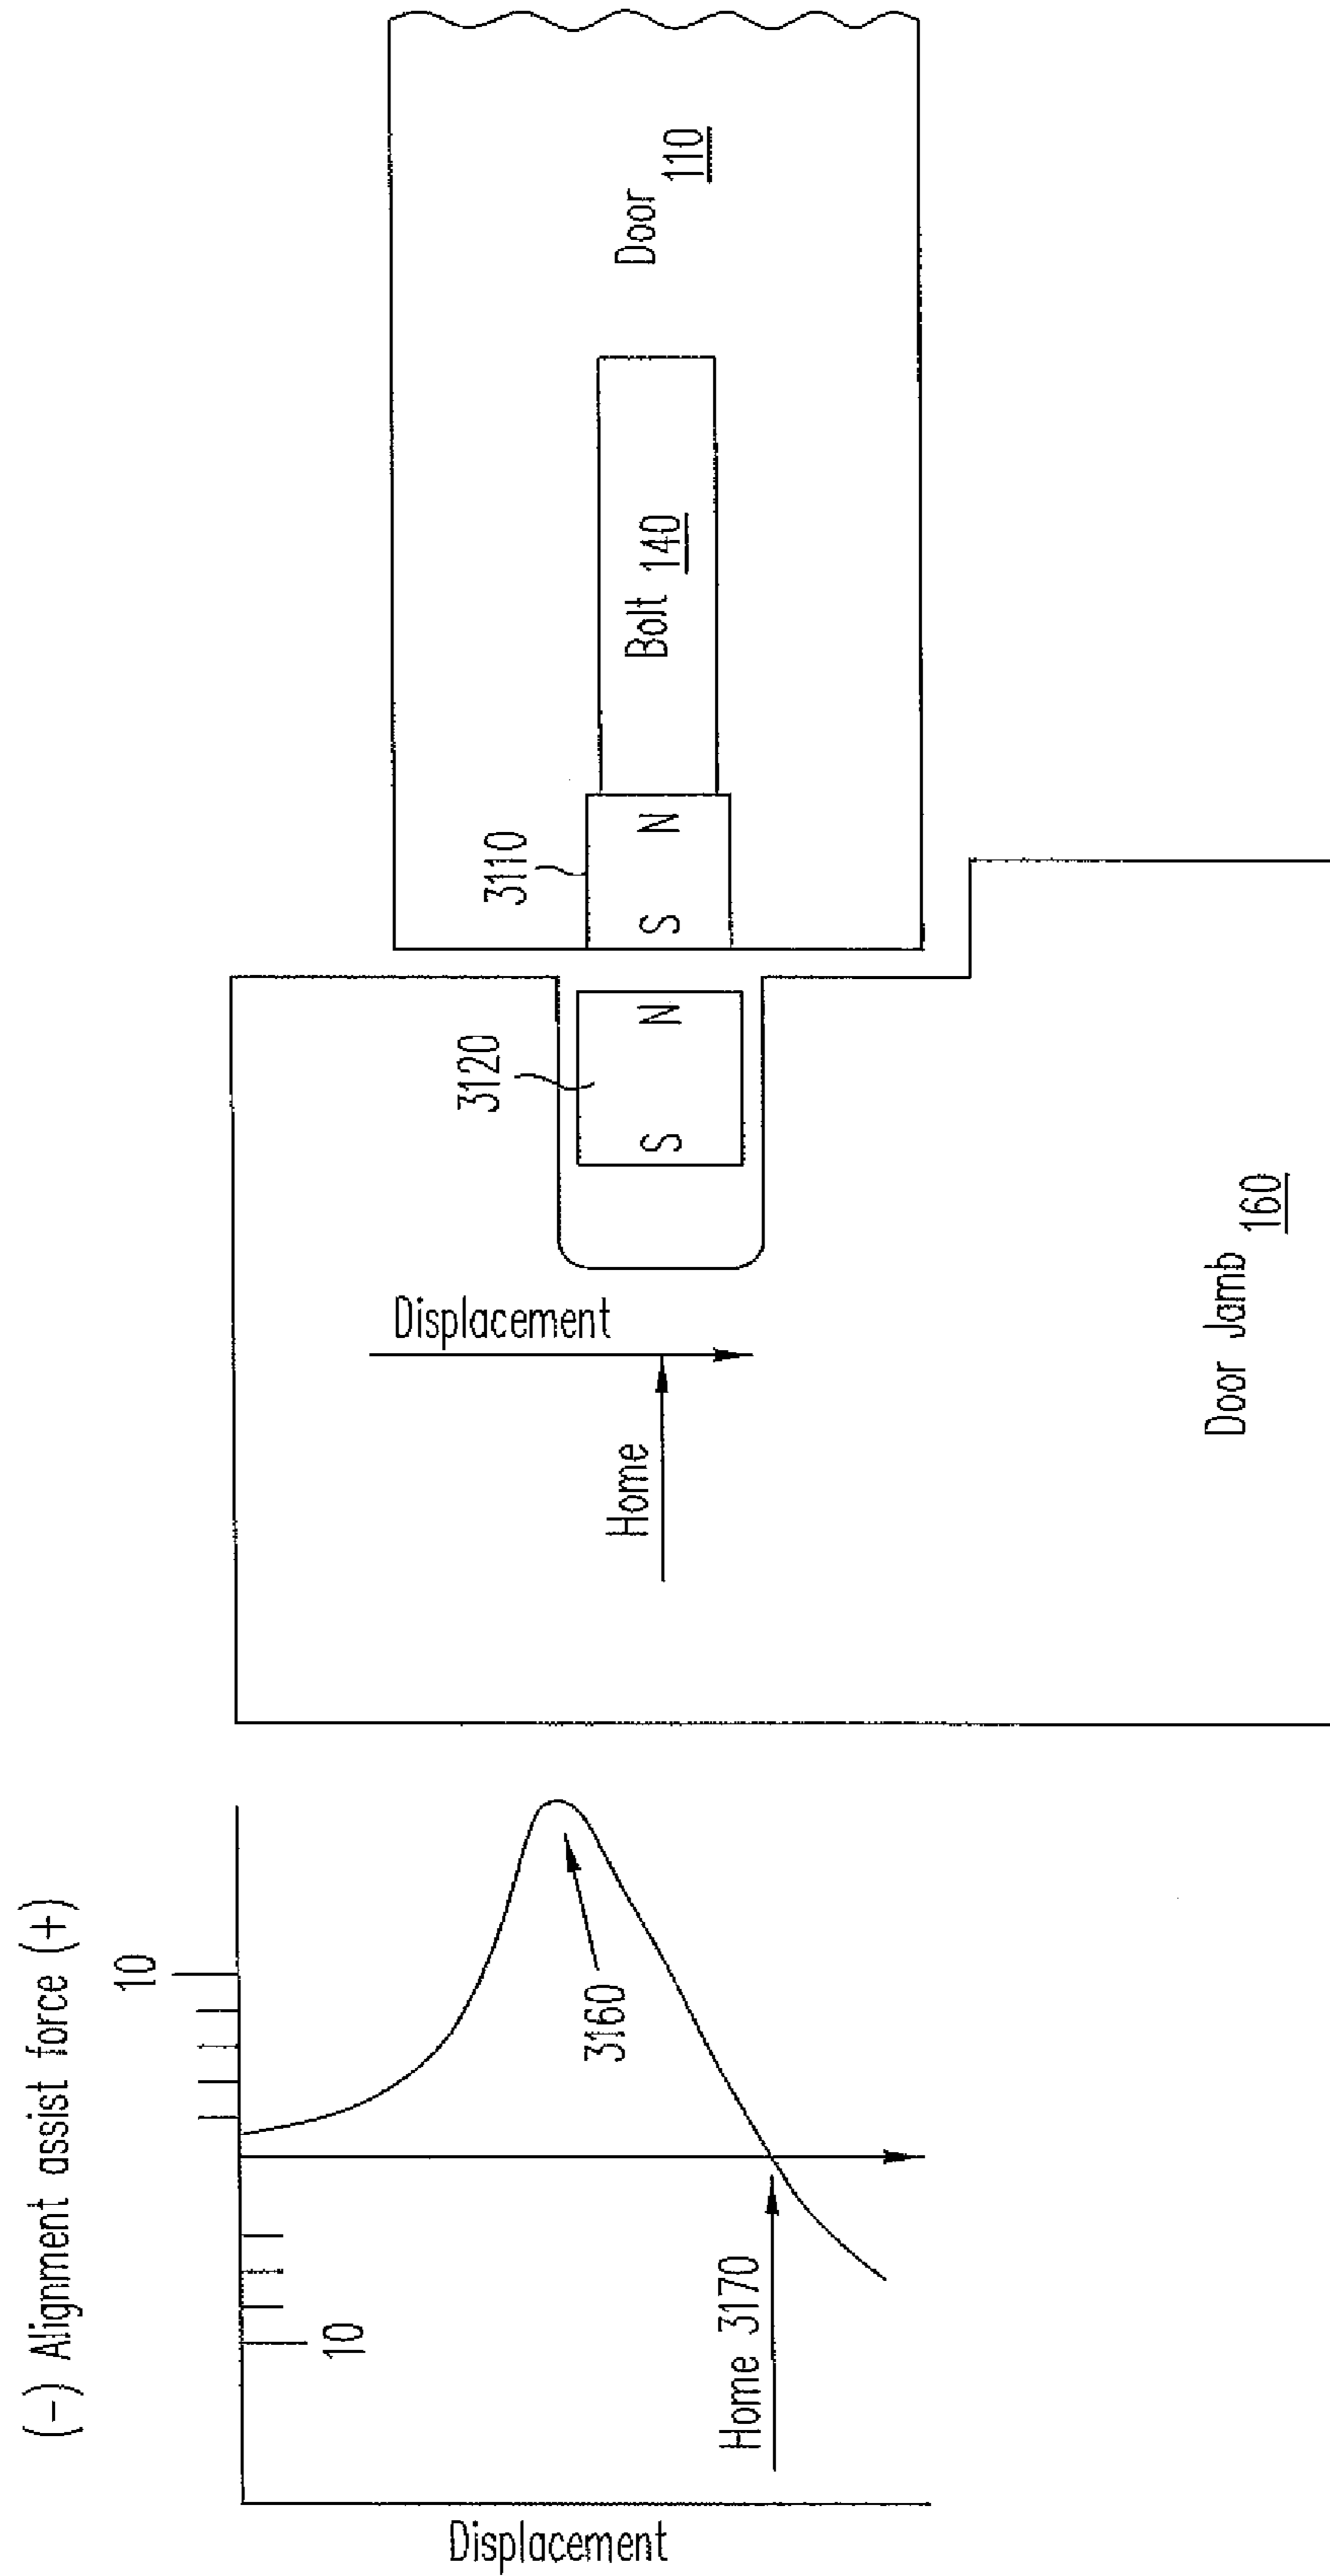 (-) Alignment assist force (+)
10
10
3160
Home 3170
Displacement
Displacement
Home
3120
S N
3110
S N
Bolt 140
Door
110
Door Jamb 160